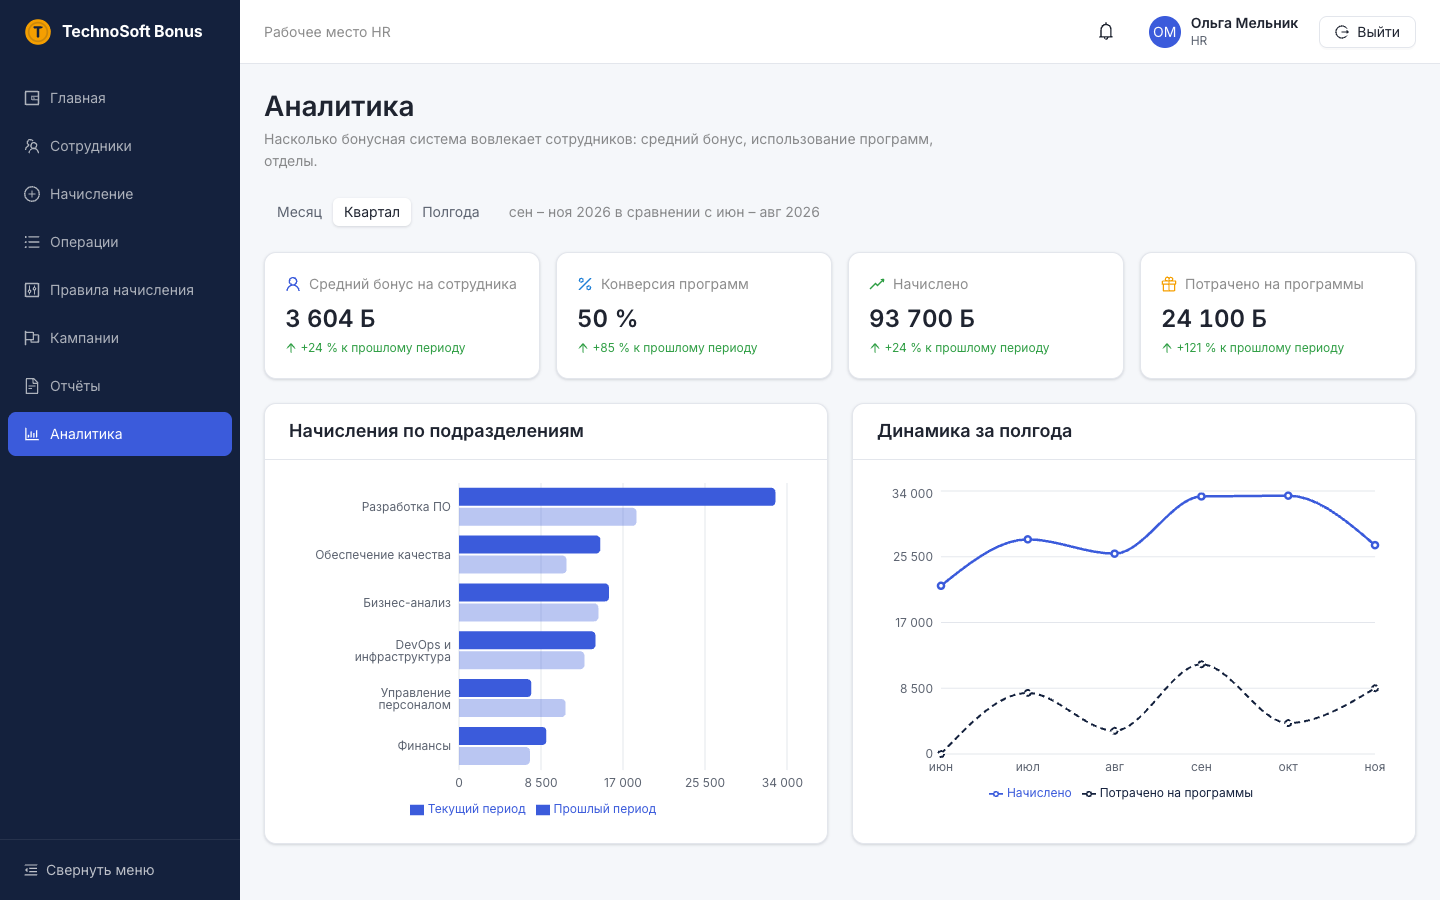 TechnoSoft Bonus
Главная
Сотрудники
Начисление
Операции
Правила начисления
Кампании
Отчёты
Аналитика
Свернуть меню
Рабочее место HR
ОМ
Ольга Мельник
HR
Выйти
Аналитика
Насколько бонусная система вовлекает сотрудников: средний бонус, использование программ,
отделы.
Месяц
Квартал
Полгода
сен – ноя 2026 в сравнении с июн – авг 2026
Средний бонус на сотрудника
3 604 Б
+24 % к прошлому периоду
Конверсия программ
50 %
+85 % к прошлому периоду
Начислено
93 700 Б
+24 % к прошлому периоду
Потрачено на программы
24 100 Б
+121 % к прошлому периоду
Начисления по подразделениям
Разработка ПО
Обеспечение качества
Бизнес-анализ
DevOps и
инфраструктура
Управление
персоналом
Финансы
0 8 500 17 000 25 500 34 000
Текущий период Прошлый период
Динамика за полгода
34 000
25 500
17 000
8 500
0
июн июл авг сен окт ноя
Начислено Потрачено на программы